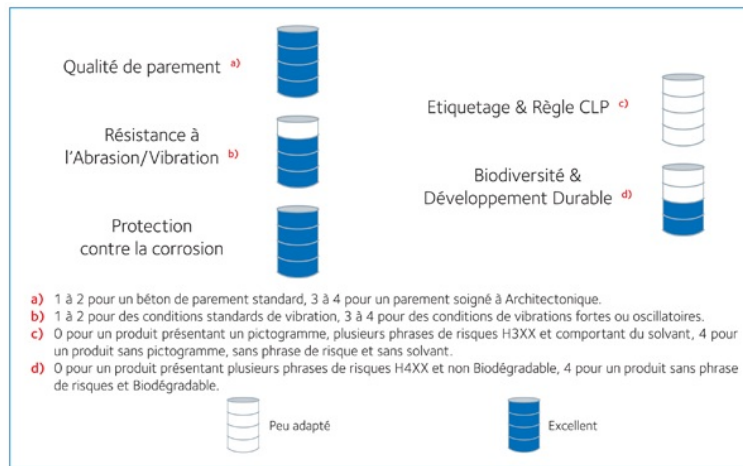 Qualité de parement a)
Résistance à
l'Abrasion/Vibration b)
Protection
contre la corrosion
Etiquetage & Règle CLP c)
Biodiversité &
Développement Durable d)
a) 1 à 2 pour un béton de parement standard, 3 à 4 pour un parement soigné à Architectonique.
b) 1 à 2 pour des conditions standards de vibration, 3 à 4 pour des conditions de vibrations fortes ou oscillatoires.
c) 0 pour un produit présentant un pictogramme, plusieurs phrases de risques H3XX et comportant du solvant, 4 pour
un produit sans pictogramme, sans phrase de risque et sans solvant.
d) 0 pour un produit présentant plusieurs phrases de risques H4XX et non Biodégradable, 4 pour un produit sans phrase
de risques et Biodégradable.
Peu adapté
Excellent